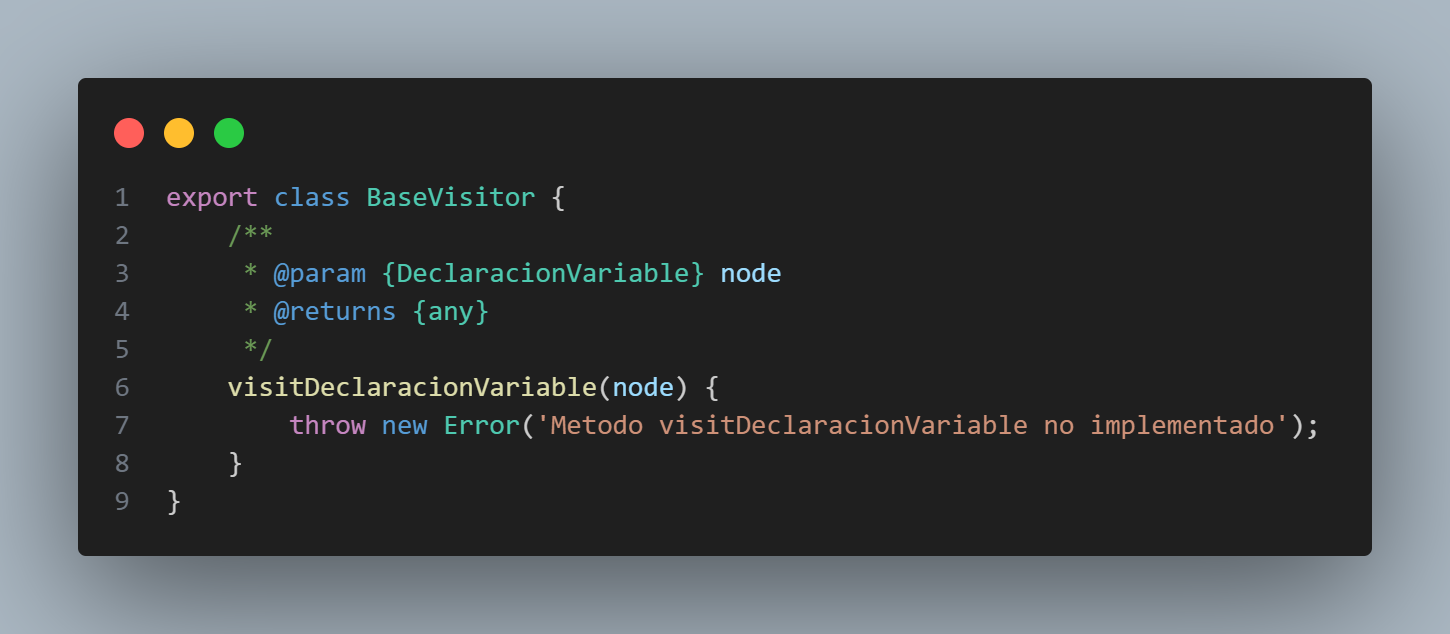 1 export class BaseVisitor {
2     /**
3      * @param {DeclaracionVariable} node
4      * @returns {any}
5      */
6     visitDeclaracionVariable(node) {
7         throw new Error('Metodo visitDeclaracionVariable no implementado');
8     }
9 }